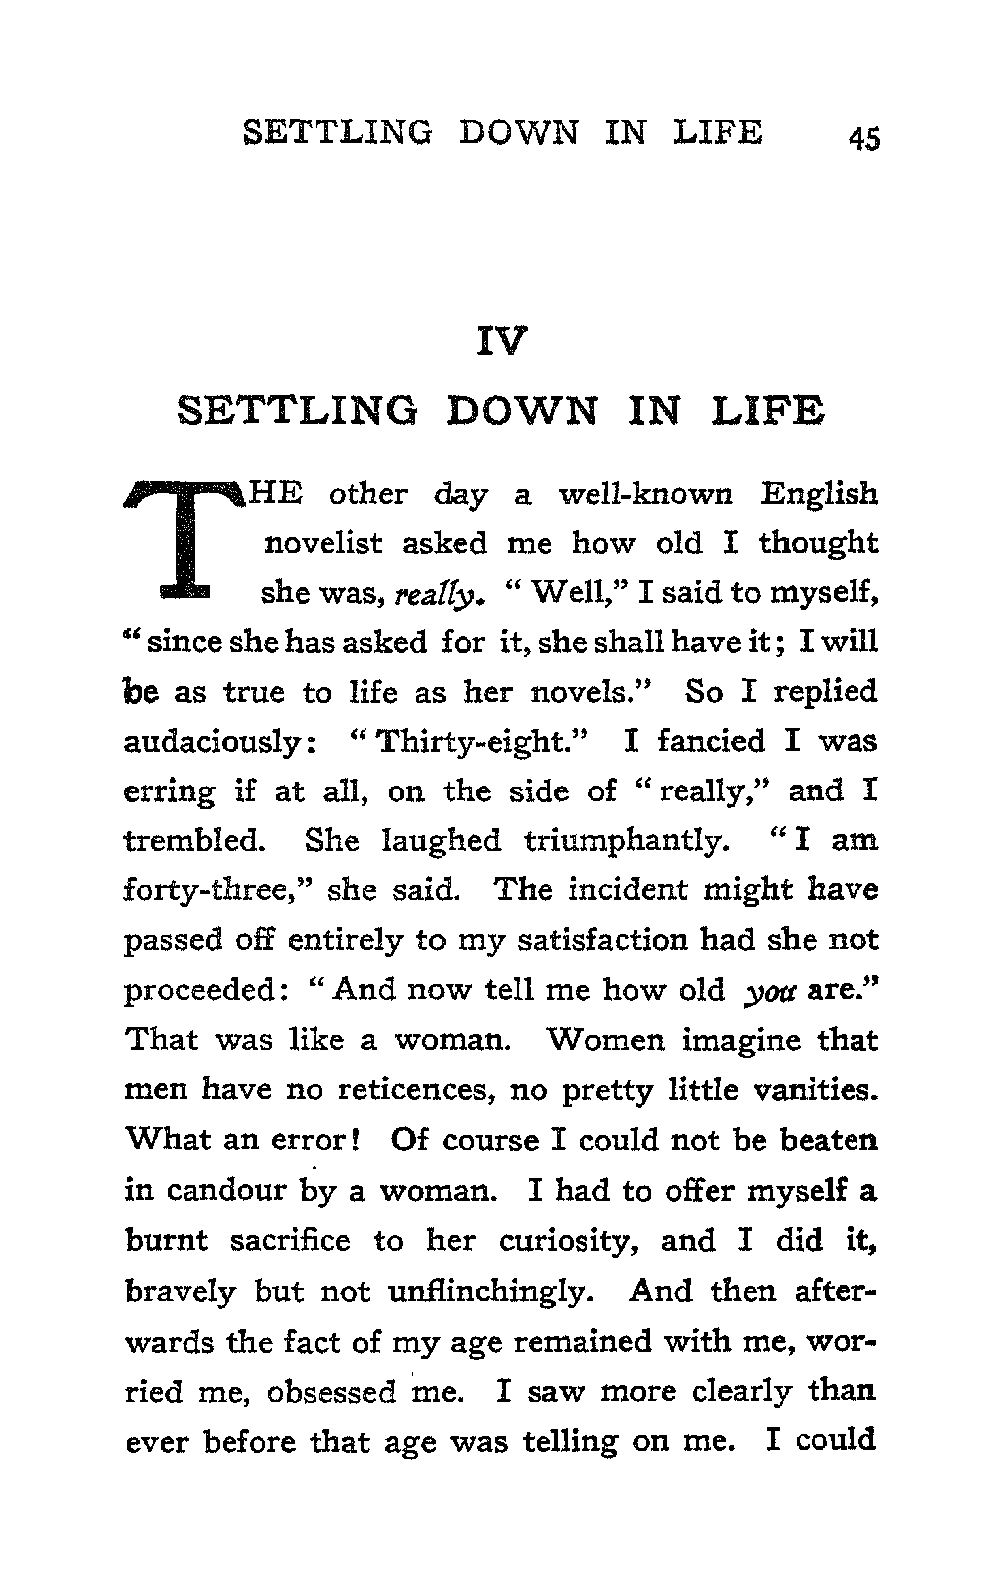 SETTLING DOWN IN LIFE 45
IV
SETTLING DOWN IN LIFE
THE other day a well-known English
novelist asked me how old I thought
she was, really. “Well,” I said to myself,
“since she has asked for it, she shall have it; I will
be as true to life as her novels.” So I replied
audaciously: “Thirty-eight.” I fancied I was
erring if at all, on the side of “really,” and I
trembled. She laughed triumphantly. “I am
forty-three,” she said. The incident might have
passed off entirely to my satisfaction had she not
proceeded: “And now tell me how old you are.”
That was like a woman. Women imagine that
men have no reticences, no pretty little vanities.
What an error! Of course I could not be beaten
in candour by a woman. I had to offer myself a
burnt sacrifice to her curiosity, and I did it,
bravely but not unflinchingly. And then after-
wards the fact of my age remained with me, wor-
ried me, obsessed me. I saw more clearly than
ever before that age was telling on me. I could